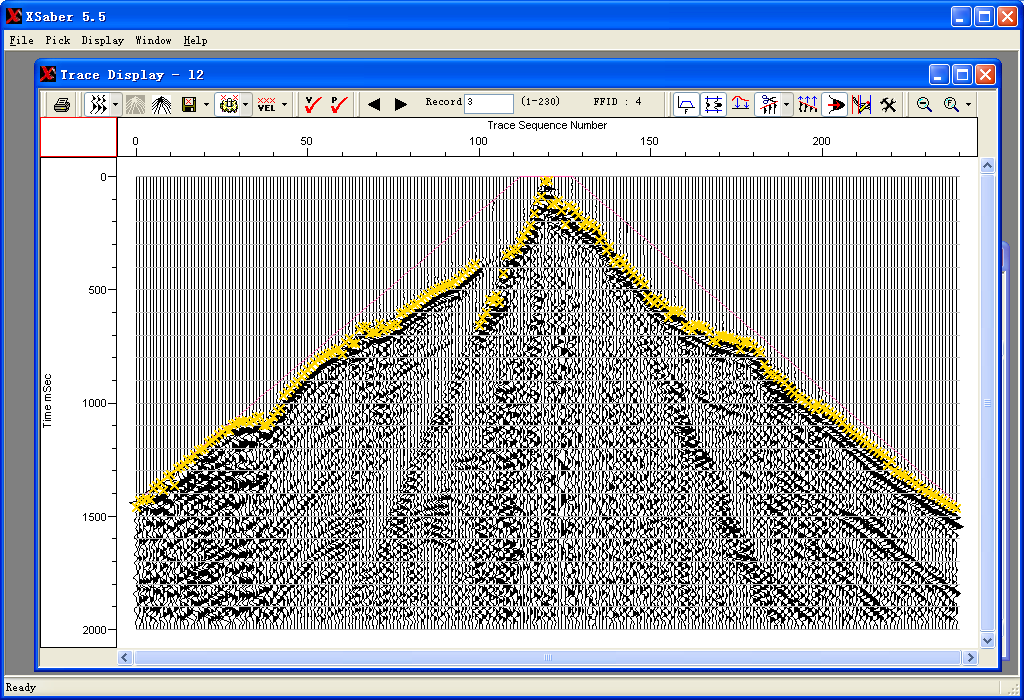 XSaber 5.5
File Pick Display Window Help
Trace Display - 12
V P VEL Record 3 (1-230) FFID : 4
Trace Sequence Number
0 50 100 150 200
0
500
Time mSec
1000
1500
2000
Ready